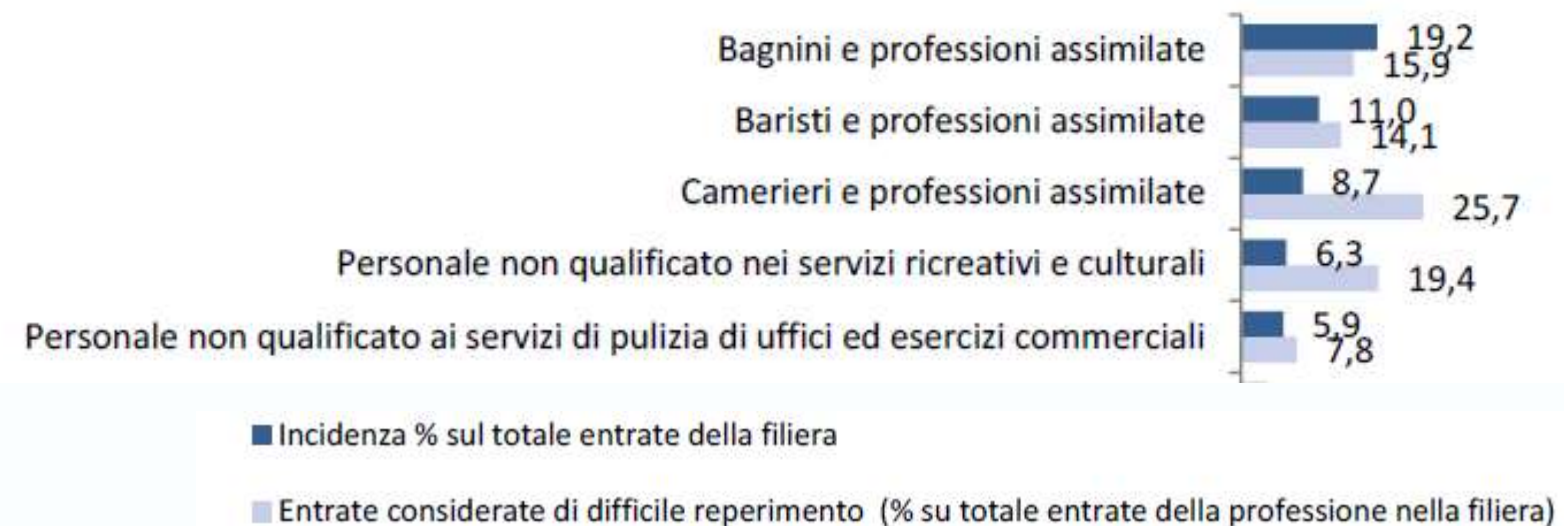 Bagnini e professioni assimilate
19,2
15,9
Baristi e professioni assimilate
11,0
14,1
Camerieri e professioni assimilate
8,7
25,7
Personale non qualificato nei servizi ricreativi e culturali
6,3
19,4
Personale non qualificato ai servizi di pulizia di uffici ed esercizi commerciali
5,9
7,8
Incidenza % sul totale entrate della filiera
Entrate considerate di difficile reperimento (% su totale entrate della professione nella filiera)